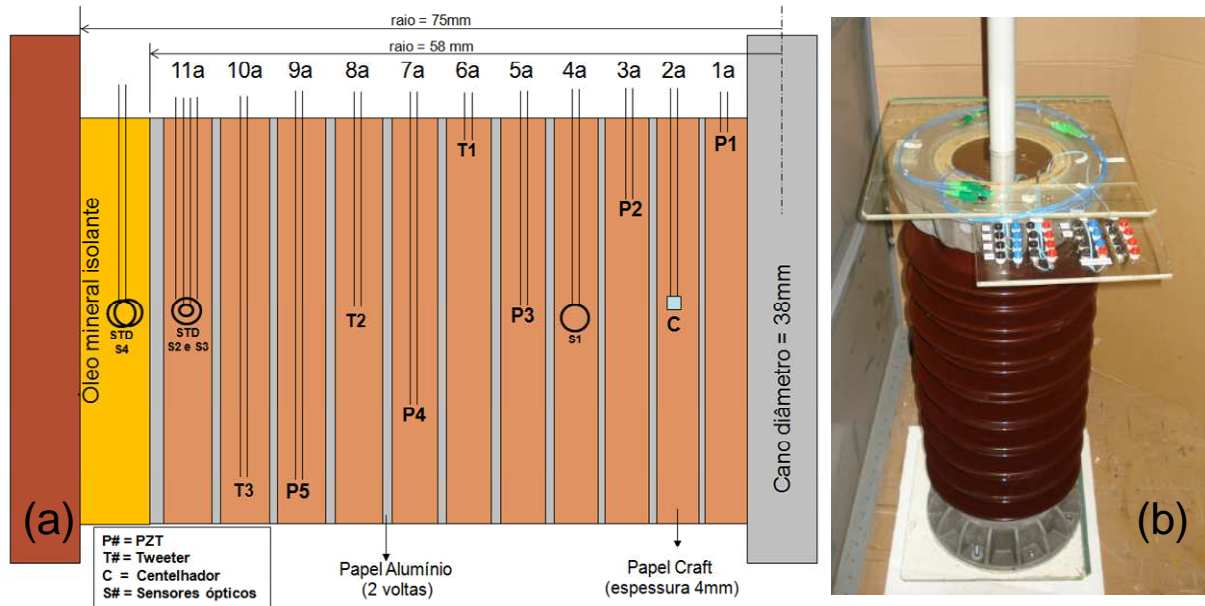 raio = 75mm
raio = 58 mm
11a 10a 9a 8a 7a 6a 5a 4a 3a 2a 1a
P1
T1
P2
Óleo mineral isolante
STD
S4
STD
S2 e S3
T2
P3
S1
C
Cano diâmetro = 38mm
P4
T3
P5
(a)
(b)
P# = PZT
T# = Tweeter
C = Centelhador
S# = Sensores ópticos
Papel Alumínio
(2 voltas)
Papel Craft
(espessura 4mm)